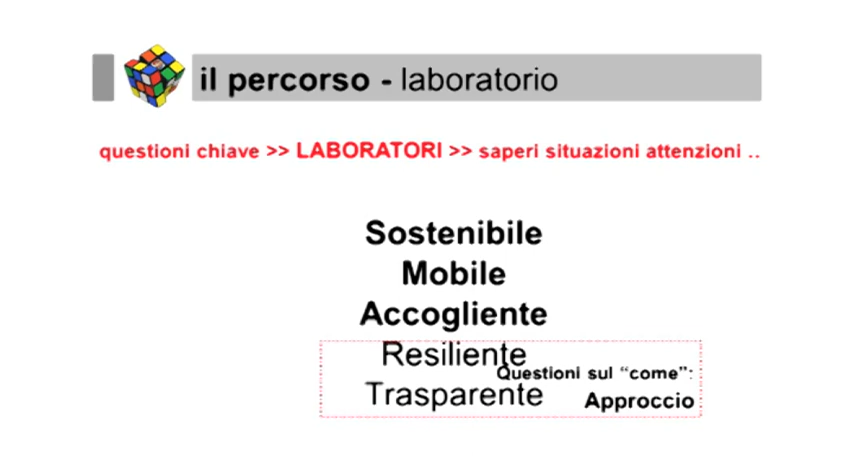 il percorso - laboratorio
questioni chiave >> LABORATORI >> saperi situazioni attenzioni ..
Sostenibile
Mobile
Accogliente
Resiliente
Questioni sul “come”:
Trasparente
Approccio